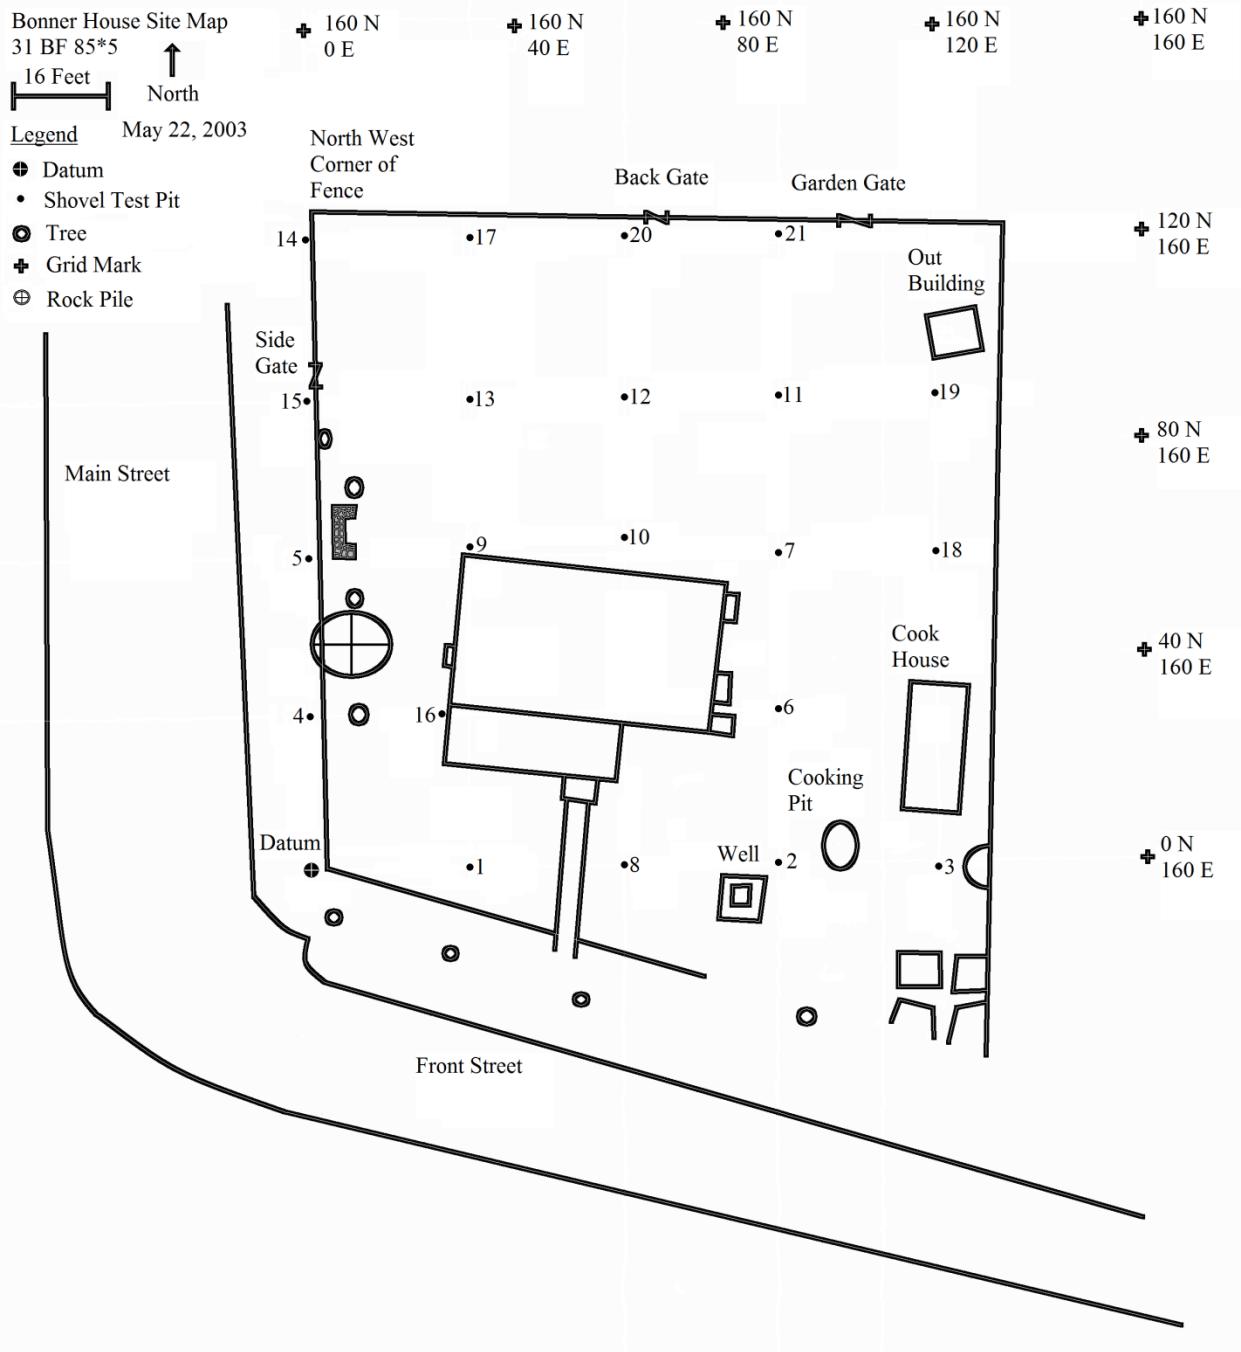 Bonner House Site Map
31 BF 85*5
16 Feet
North
May 22, 2003
Legend
Datum
Shovel Test Pit
Tree
Grid Mark
Rock Pile
160 N
0 E
160 N
40 E
160 N
80 E
160 N
120 E
160 N
160 E
North West
Corner of
Fence
Back Gate
Garden Gate
14
17
20
21
120 N
160 E
Out
Building
Side
Gate
15
13
12
11
19
80 N
160 E
Main Street
5
9
10
7
18
Cook
House
40 N
160 E
4
16
6
Cooking
Pit
Datum
Well
1
8
2
3
0 N
160 E
Front Street